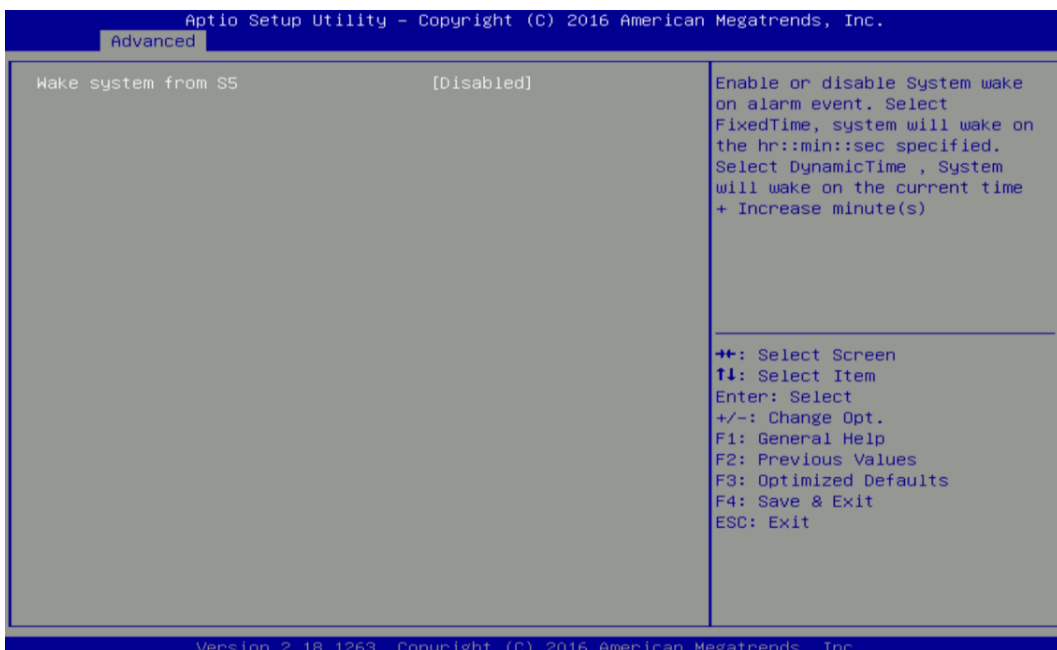 Aptio Setup Utility – Copyright (C) 2016 American Megatrends, Inc.
Advanced
Wake system from S5 [Disabled]
Enable or disable System wake
on alarm event. Select
FixedTime, system will wake on
the hr::min::sec specified.
Select DynamicTime , System
will wake on the current time
+ Increase minute(s)
→←: Select Screen
↑↓: Select Item
Enter: Select
+/-: Change Opt.
F1: General Help
F2: Previous Values
F3: Optimized Defaults
F4: Save & Exit
ESC: Exit
Version 2.18.1263. Copyright (C) 2016 American Megatrends, Inc.